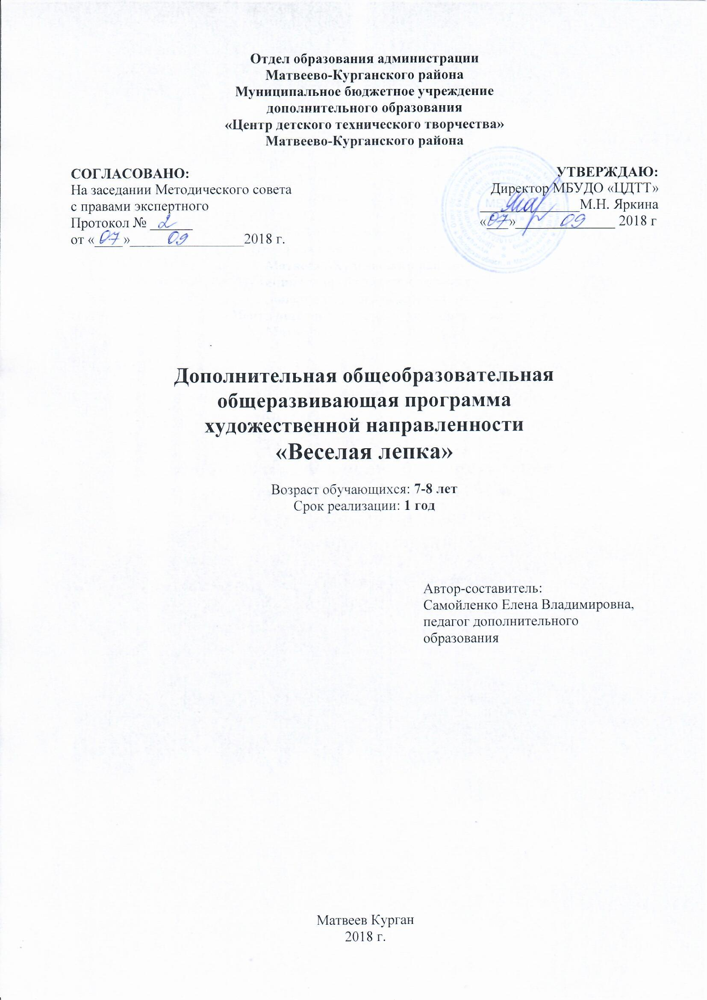 Отдел образования администрации
Матвеево-Курганского района
Муниципальное бюджетное учреждение
дополнительного образования
«Центр детского технического творчества»
Матвеево-Курганского района
СОГЛАСОВАНО:
На заседании Методического совета
с правами экспертного
Протокол № 2
от «07»____2018 г. 09
УТВЕРЖДАЮ:
Директор МБУДО «ЦДТТ»
М.Н. Яркина
«07» 09 2018 г
Дополнительная общеобразовательная
общеразвивающая программа
художественной направленности
«Веселая лепка»
Возраст обучающихся: 7-8 лет
Срок реализации: 1 год
Автор-составитель:
Самойленко Елена Владимировна,
педагог дополнительного
образования
Матвеев Курган
2018 г.